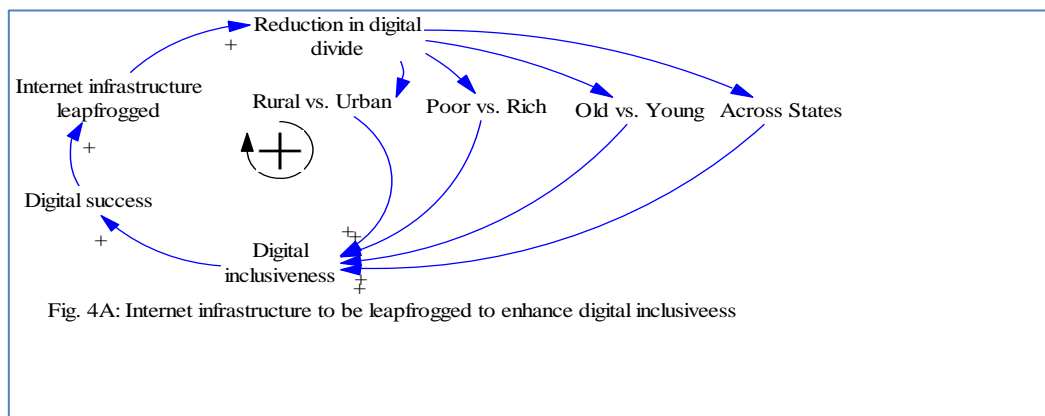 Reduction in digital
divide
+
Internet infrastructure
leapfrogged
Rural vs. Urban
Poor vs. Rich
Old vs. Young
Across States
+
+
Digital success
+
Digital
inclusiveness
+
+
+
+
Fig. 4A: Internet infrastructure to be leapfrogged to enhance digital inclusiveess